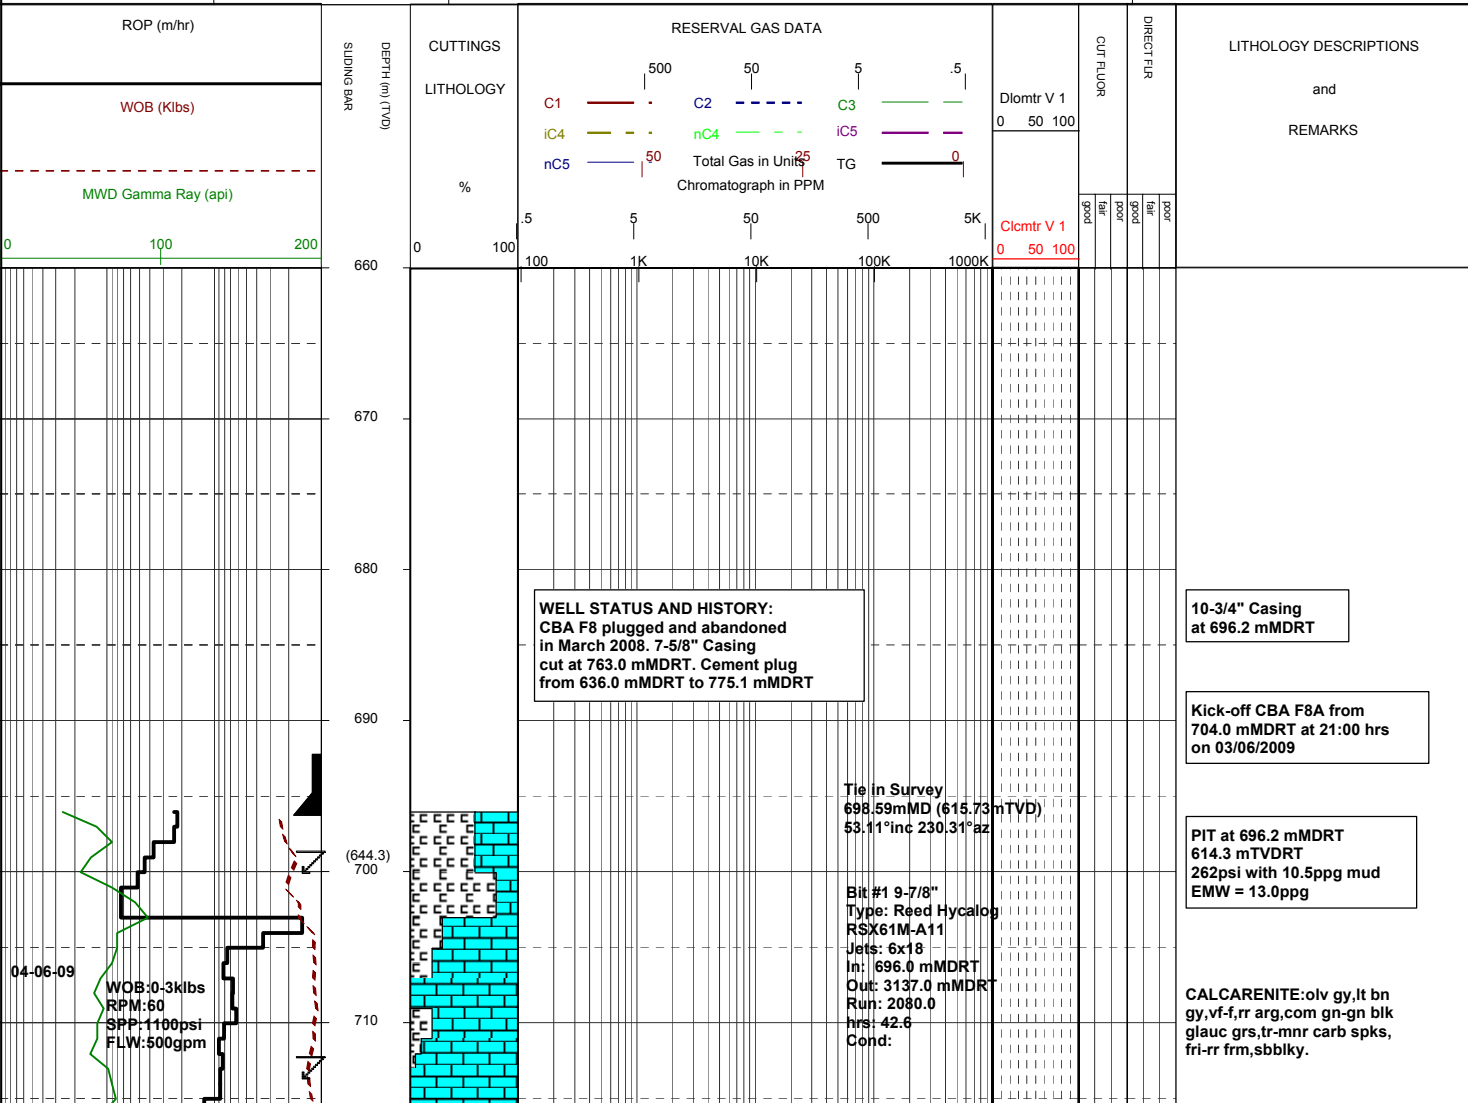 ROP (m/hr)
WOB (Klbs)
MWD Gamma Ray (api)
0 100 200
SLIDING BAR
DEPTH (m) (TVD)
CUTTINGS
LITHOLOGY
%
0 100
RESERVAL GAS DATA
500 50 5 .5
C1 C2 C3
iC4 nC4 iC5
nC5 TG
50 25 0
Total Gas in Units
Chromatograph in PPM
.5 5 50 500 5K
100 1K 10K 100K 1000K
Dlomtr V 1
0 50 100
Clcmtr V 1
0 50 100
CUT FLUOR
DIRECT FLR
good fair poor good fair poor
LITHOLOGY DESCRIPTIONS
and
REMARKS
660
670
680
690
(644.3)
700
710
WELL STATUS AND HISTORY:
CBA F8 plugged and abandoned
in March 2008. 7-5/8" Casing
cut at 763.0 mMDRT. Cement plug
from 636.0 mMDRT to 775.1 mMDRT
10-3/4" Casing
at 696.2 mMDRT
Kick-off CBA F8A from
704.0 mMDRT at 21:00 hrs
on 03/06/2009
Tie in Survey
698.59mMD (615.73mTVD)
53.11°inc 230.31°az
PIT at 696.2 mMDRT
614.3 mTVDRT
262psi with 10.5ppg mud
EMW = 13.0ppg
Bit #1 9-7/8"
Type: Reed Hycalog
RSX61M-A11
Jets: 6x18
In: 696.0 mMDRT
Out: 3137.0 mMDRT
Run: 2080.0
hrs: 42.6
Cond:
04-06-09
WOB:0-3klbs
RPM:60
SPP:1100psi
FLW:500gpm
CALCARENITE:olv gy,lt bn
gy,vf-f,rr arg,com gn-gn blk
glauc grs,tr-mnr carb spks,
fri-rr frm,sbblky.